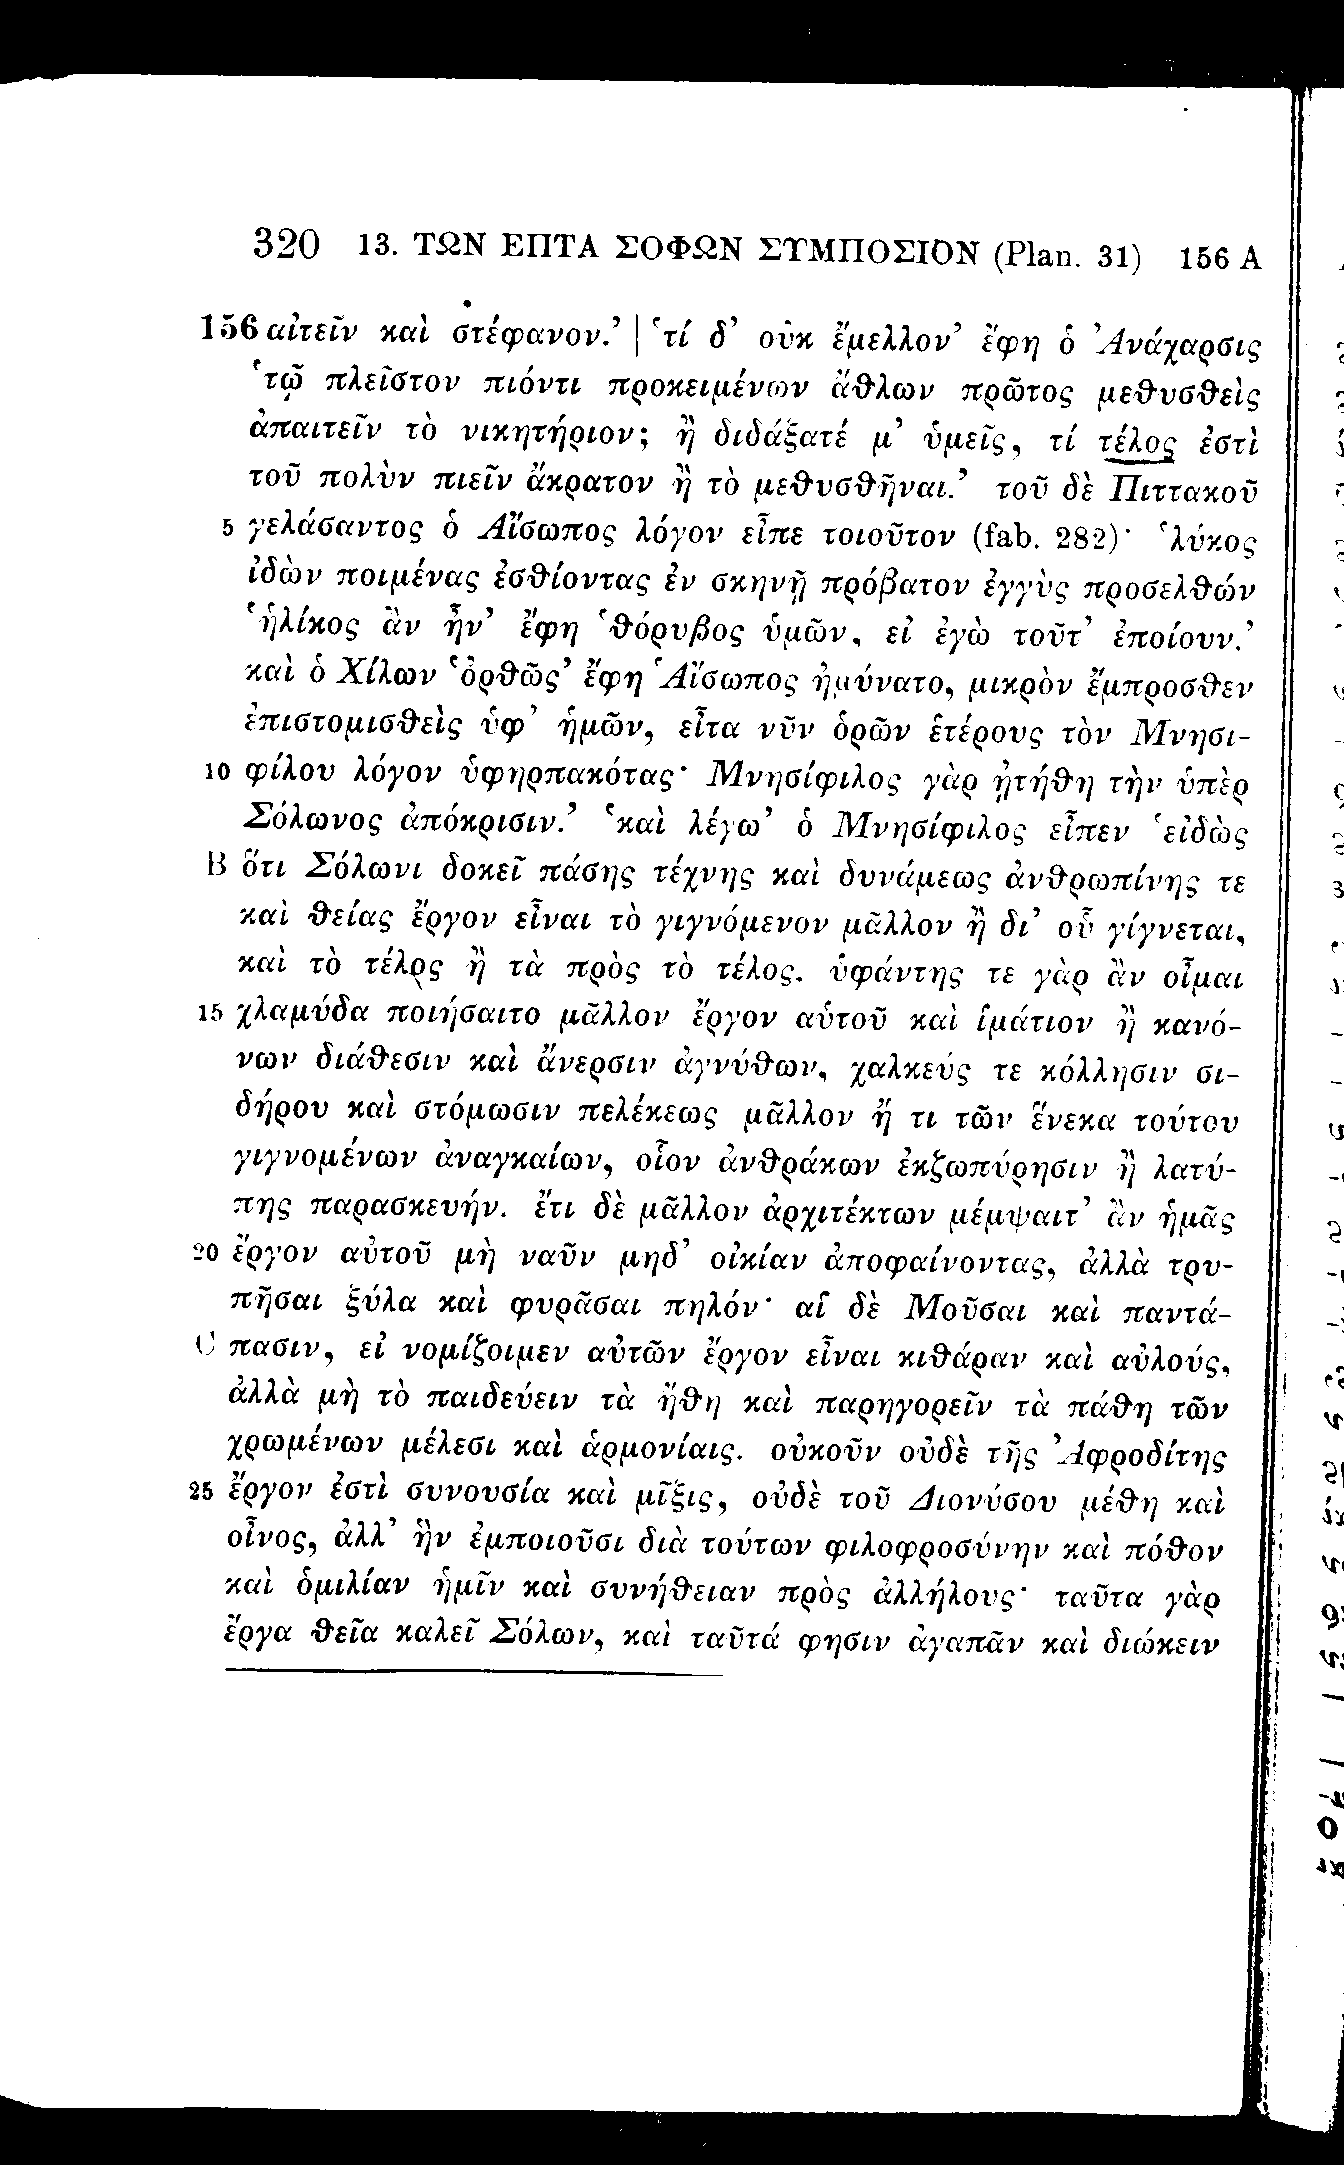 320 13. ΤΩΝ ΕΠΤΑ ΣΟΦΩΝ ΣΥΜΠΟΣΙΟΝ (Plan. 31) 156 A
156 αἰτεῖν καὶ στέφανον.’ | ‘τί δ’ οὐκ ἔμελλον’ ἔφη ὁ Ἀνάχαρσις
‘τῷ πλεῖστον πιόντι προκειμένων ἄθλων πρῶτος μεθυσθεὶς
ἀπαιτεῖν τὸ νικητήριον; ἢ διδάξατέ μ’ ὑμεῖς, τί τέλος ἐστὶ
τοῦ πολὺν πιεῖν ἄκρατον ἢ τὸ μεθυσθῆναι.’ τοῦ δὲ Πιττακοῦ
5 γελάσαντος ὁ Αἴσωπος λόγον εἶπε τοιοῦτον (fab. 282)· ‘λύκος
ἰδὼν ποιμένας ἐσθίοντας ἐν σκηνῇ πρόβατον ἐγγὺς προσελθών
‘ἡλίκος ἂν ἦν’ ἔφη ‘θόρυβος ὑμῶν, εἰ ἐγὼ τοῦτ’ ἐποίουν.’
καὶ ὁ Χίλων ‘ὀρθῶς’ ἔφη ‘Αἴσωπος ἠμύνατο, μικρὸν ἔμπροσθεν
ἐπιστομισθεὶς ὑφ’ ἡμῶν, εἶτα νῦν ὁρῶν ἑτέρους τὸν Μνησι-
10 φίλου λόγον ὑφηρπακότας· Μνησίφιλος γὰρ ᾐτήθη τὴν ὑπὲρ
Σόλωνος ἀπόκρισιν.’ ‘καὶ λέγω’ ὁ Μνησίφιλος εἶπεν ‘εἰδὼς
B ὅτι Σόλωνι δοκεῖ πάσης τέχνης καὶ δυνάμεως ἀνθρωπίνης τε
καὶ θείας ἔργον εἶναι τὸ γιγνόμενον μᾶλλον ἢ δι’ οὗ γίγνεται,
καὶ τὸ τέλος ἢ τὰ πρὸς τὸ τέλος. ὑφάντης τε γὰρ ἂν οἶμαι
15 χλαμύδα ποιήσαιτο μᾶλλον ἔργον αὑτοῦ καὶ ἱμάτιον ἢ κανό-
νων διάθεσιν καὶ ἄνερσιν ἀγνύθων, χαλκεύς τε κόλλησιν σι-
δήρου καὶ στόμωσιν πελέκεως μᾶλλον ἤ τι τῶν ἕνεκα τούτου
γιγνομένων ἀναγκαίων, οἷον ἀνθράκων ἐκζωπύρησιν ἢ λατύ-
πης παρασκευήν. ἔτι δὲ μᾶλλον ἀρχιτέκτων μέμψαιτ’ ἂν ἡμᾶς
20 ἔργον αὑτοῦ μὴ ναῦν μηδ’ οἰκίαν ἀποφαίνοντας, ἀλλὰ τρυ-
πῆσαι ξύλα καὶ φυρᾶσαι πηλόν· αἱ δὲ Μοῦσαι καὶ παντά-
C πασιν, εἰ νομίζοιμεν αὐτῶν ἔργον εἶναι κιθάραν καὶ αὐλούς,
ἀλλὰ μὴ τὸ παιδεύειν τὰ ἤθη καὶ παρηγορεῖν τὰ πάθη τῶν
χρωμένων μέλεσι καὶ ἁρμονίαις. οὐκοῦν οὐδὲ τῆς Ἀφροδίτης
25 ἔργον ἐστὶ συνουσία καὶ μῖξις, οὐδὲ τοῦ Διονύσου μέθη καὶ
οἶνος, ἀλλ’ ἣν ἐμποιοῦσι διὰ τούτων φιλοφροσύνην καὶ πόθον
καὶ ὁμιλίαν ἡμῖν καὶ συνήθειαν πρὸς ἀλλήλους· ταῦτα γὰρ
ἔργα θεῖα καλεῖ Σόλων, καὶ ταῦτά φησιν ἀγαπᾶν καὶ διώκειν